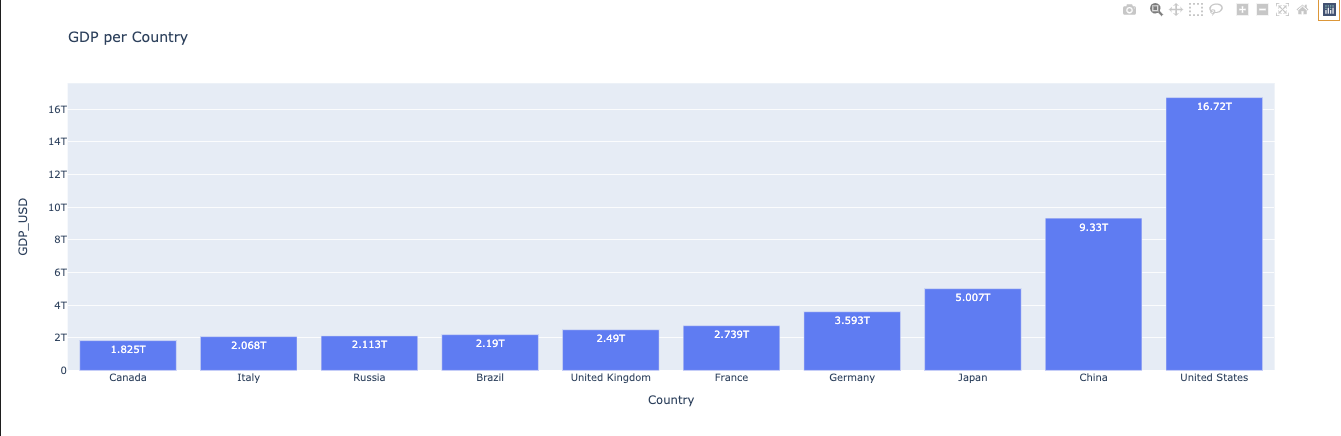 GDP per Country
GDP_USD
16T
14T
12T
10T
8T
6T
4T
2T
0
1.825T
2.068T
2.113T
2.19T
2.49T
2.739T
3.593T
5.007T
9.33T
16.72T
Canada
Italy
Russia
Brazil
United Kingdom
France
Germany
Japan
China
United States
Country